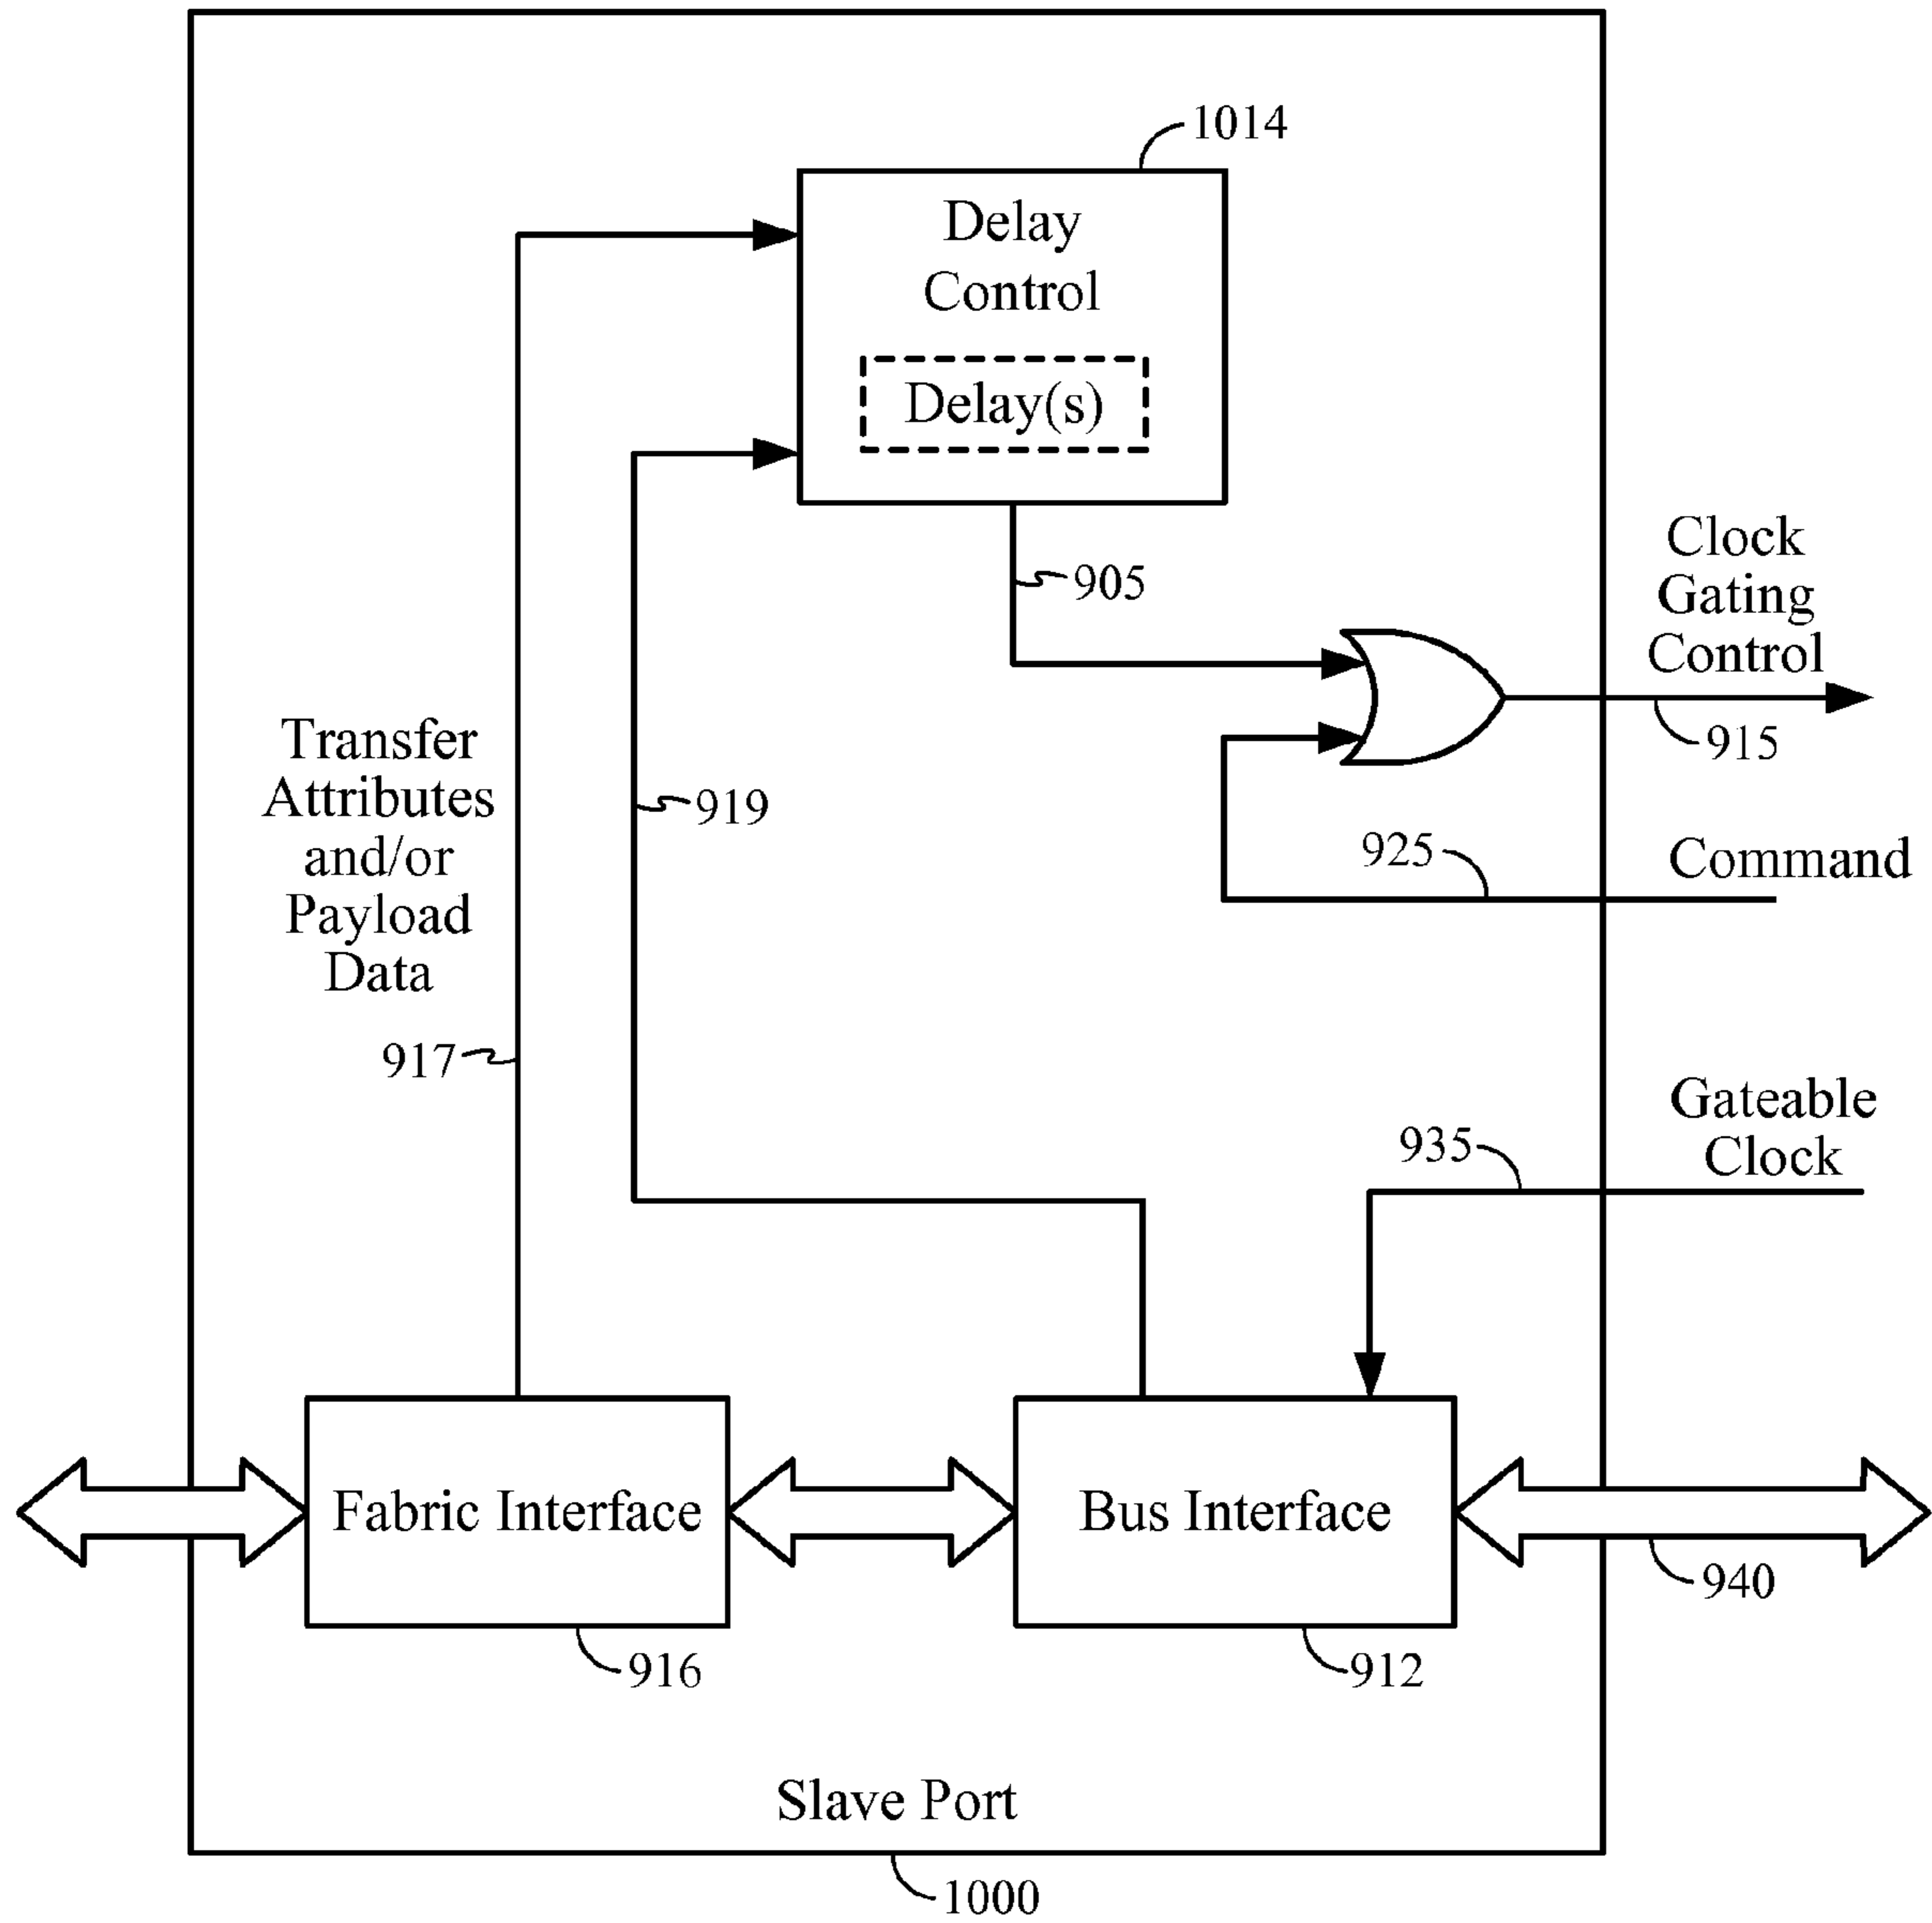 1014
Delay
Control
Delay(s)
905
Clock
Gating
Control
915
Transfer
Attributes
and/or
Payload
Data
919
925
Command
917
Gateable
Clock
935
Fabric Interface
Bus Interface
940
916
912
Slave Port
1000